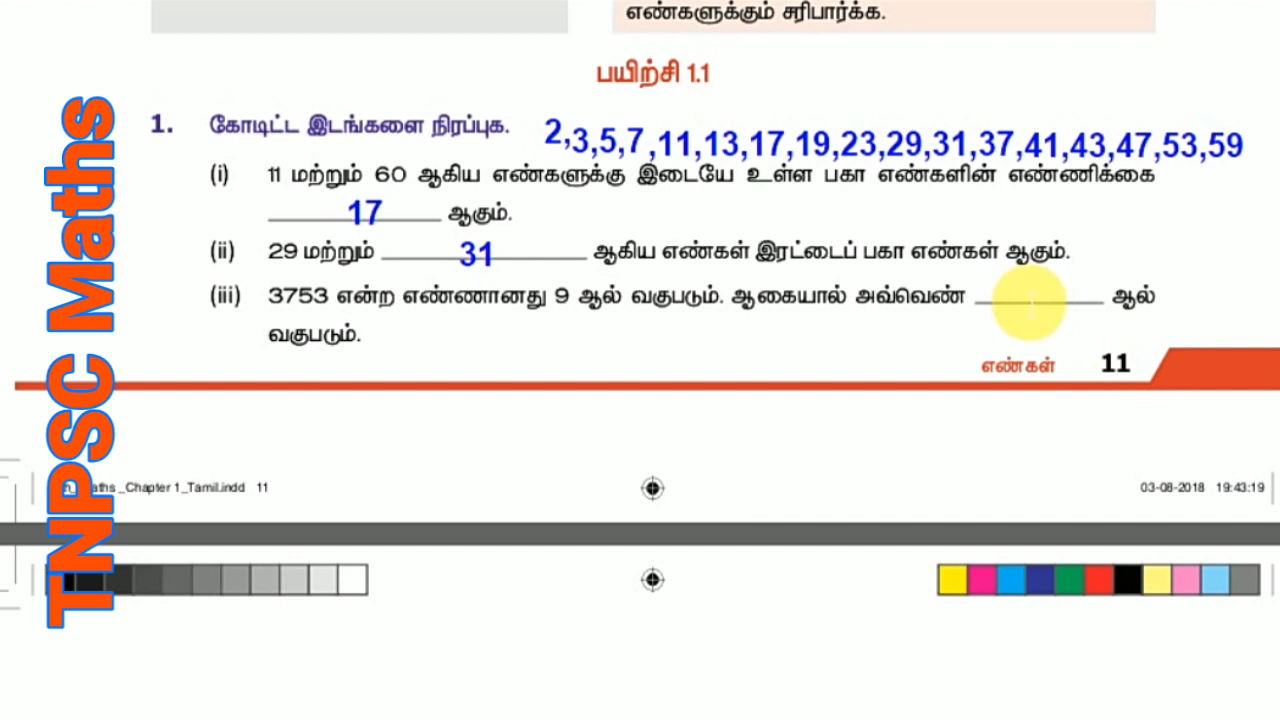 எண்களுக்கும் சரிபார்க்க.
பயிற்சி 1.1
1. கோடிட்ட இடங்களை நிரப்புக. 2,3,5,7,11,13,17,19,23,29,31,37,41,43,47,53,59
(i) 11 மற்றும் 60 ஆகிய எண்களுக்கு இடையே உள்ள பகா எண்களின் எண்ணிக்கை
17 ஆகும்.
(ii) 29 மற்றும் 31 ஆகிய எண்கள் இரட்டைப் பகா எண்கள் ஆகும்.
(iii) 3753 என்ற எண்ணானது 9 ஆல் வகுபடும். ஆகையால் அவ்வெண் ஆல்
வகுபடும்.
எண்கள் 11
_Chapter 1_Tamil.indd 11 03-08-2018 19:43:19
TNPSC Maths